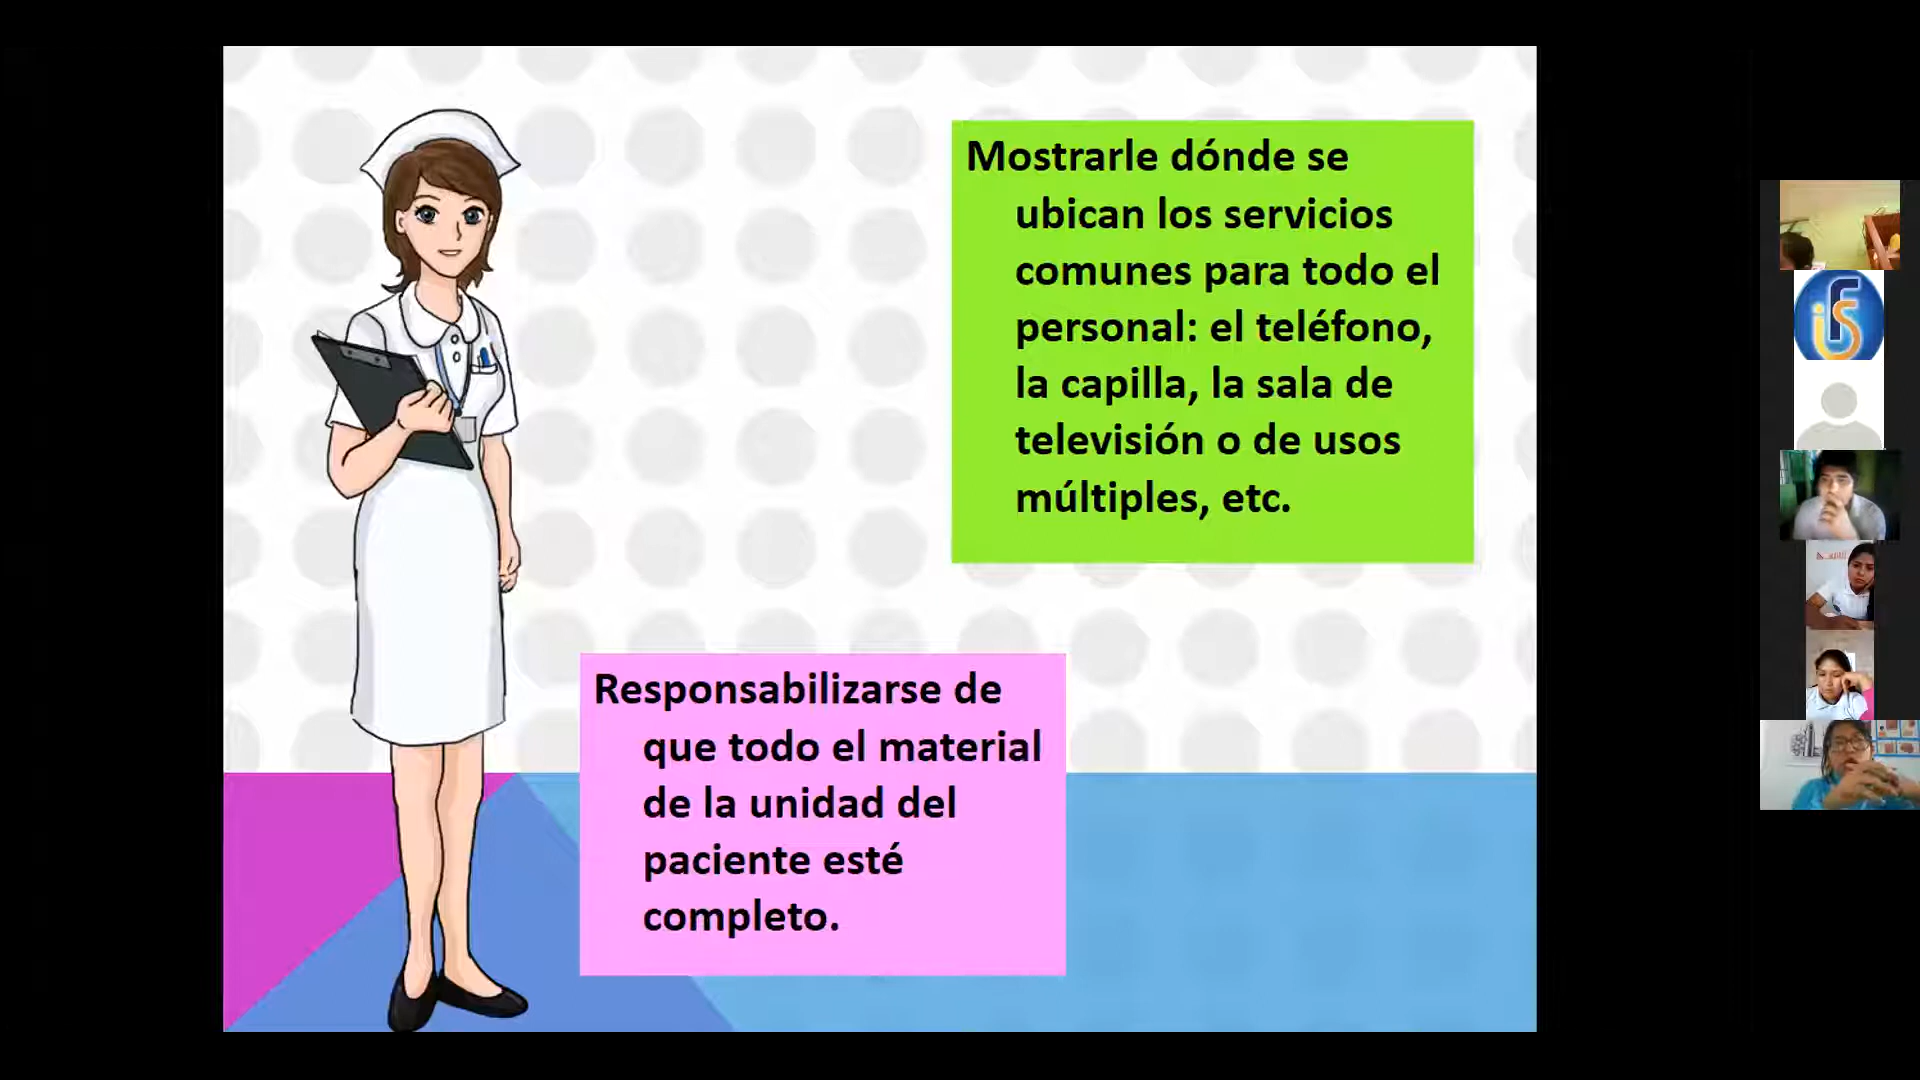 Mostrarle dónde se
ubican los servicios
comunes para todo el
personal: el teléfono,
la capilla, la sala de
televisión o de usos
múltiples, etc.
Responsabilizarse de
que todo el material
de la unidad del
paciente esté
completo.